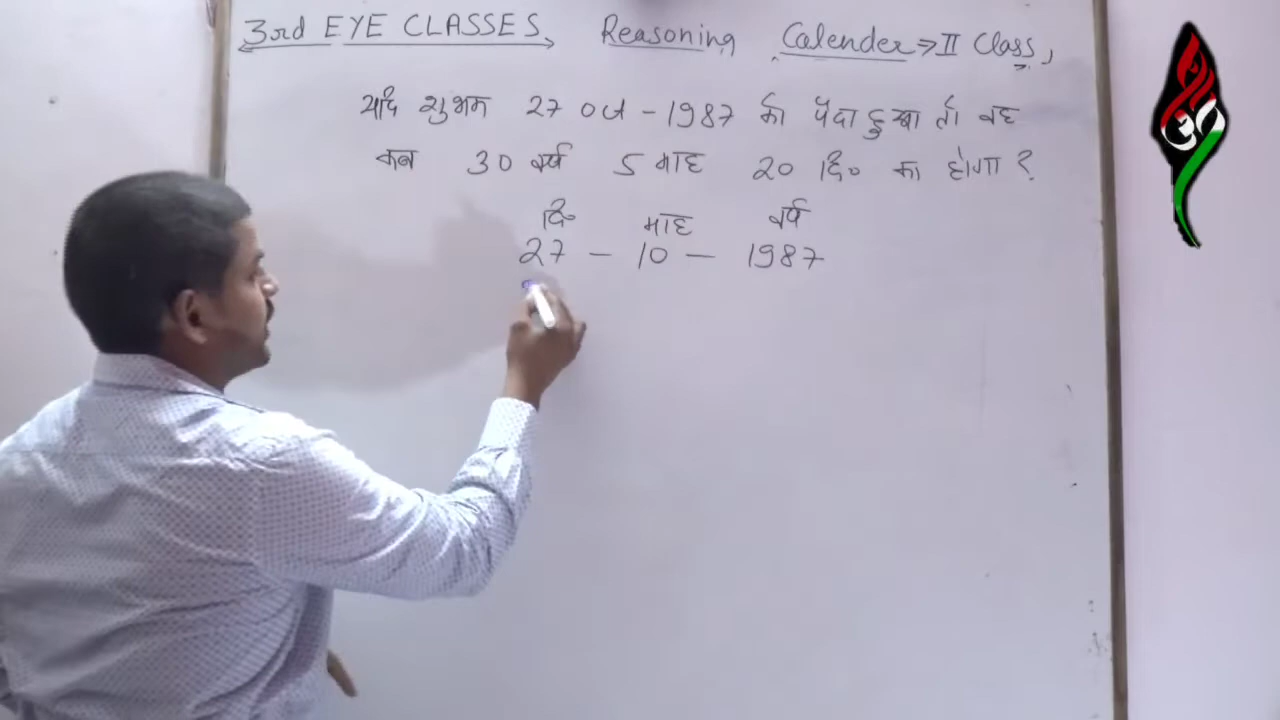 3rd EYE CLASSES, Reasoning, Calender⇒II Class,
यदि शुभम 27 Oct - 1987 को पैदा हुआ तो वह
कब 30 वर्ष 5 माह 20 दि० का होगा ?
दि० माह वर्ष
27 - 10 - 1987